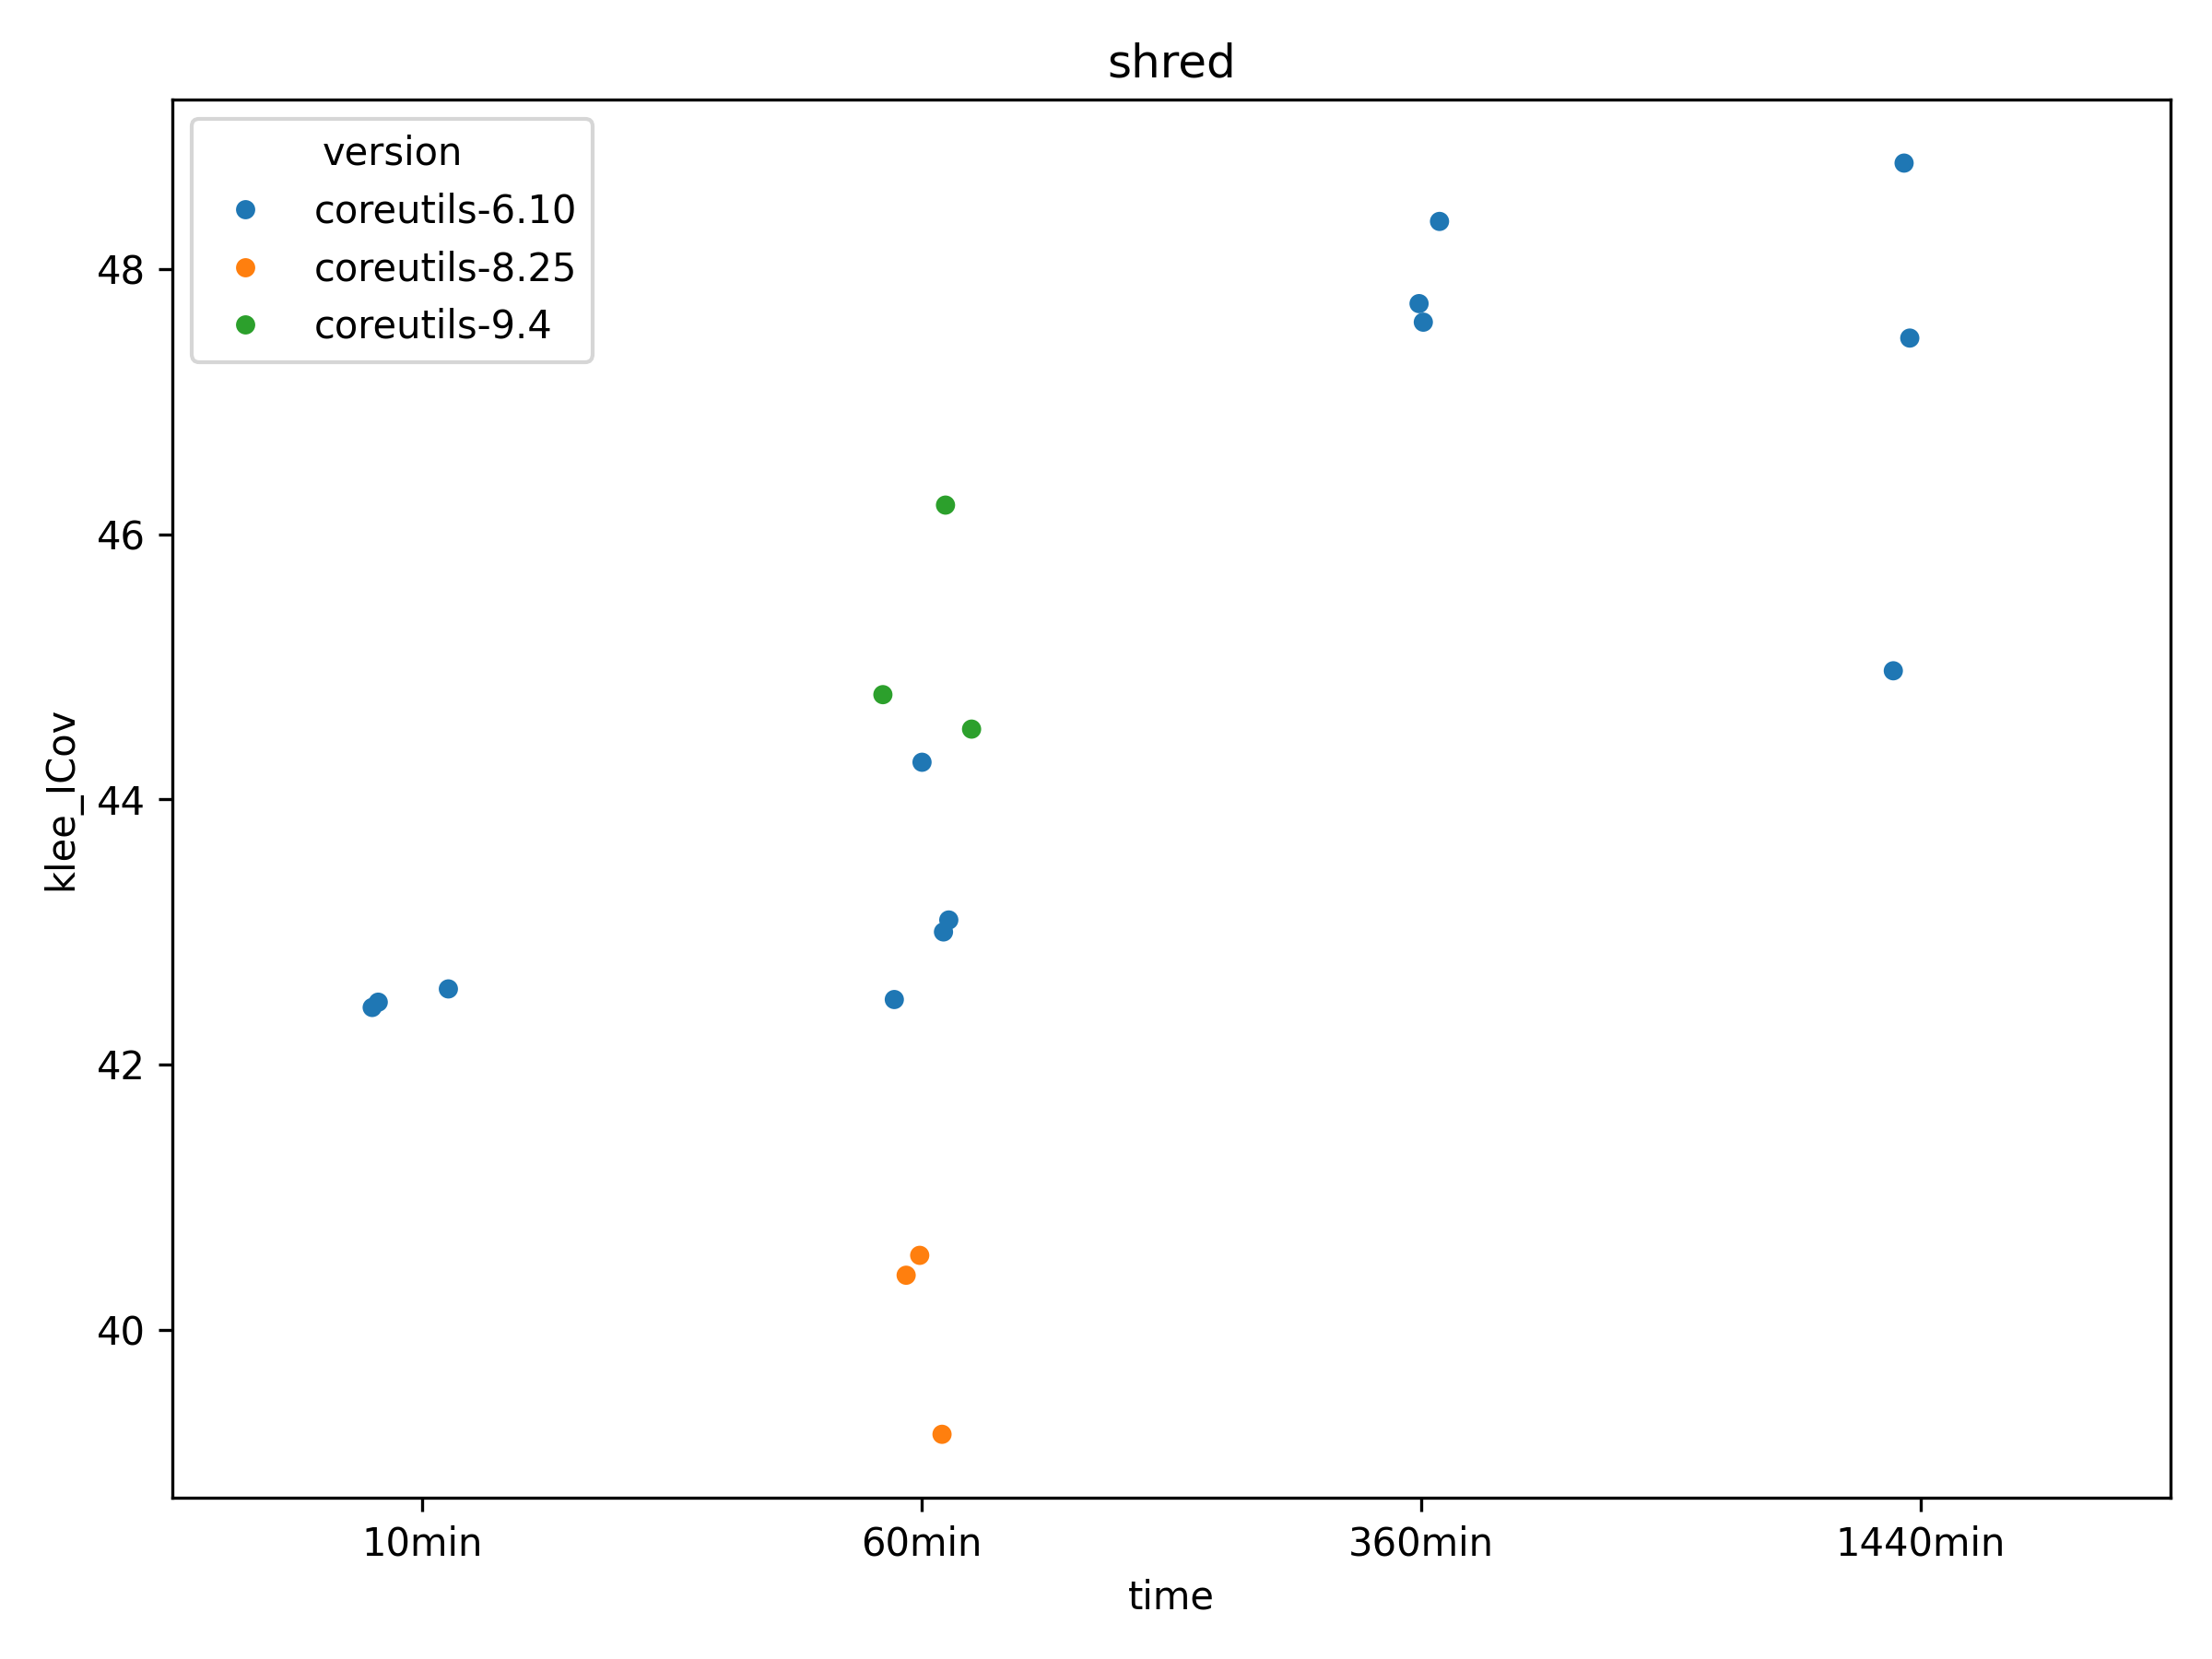 shred
version
coreutils-6.10
coreutils-8.25
coreutils-9.4
klee_ICov
48
46
44
42
40
10min
60min
360min
1440min
time